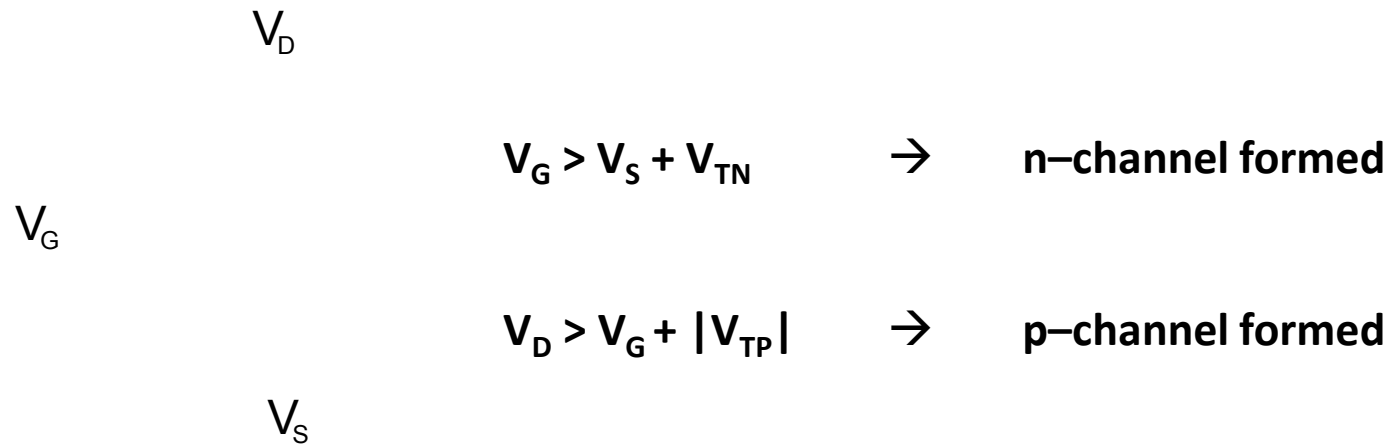 V_D
V_G > V_S + V_TN → n–channel formed
V_G
V_D > V_G + |V_TP| → p–channel formed
V_S